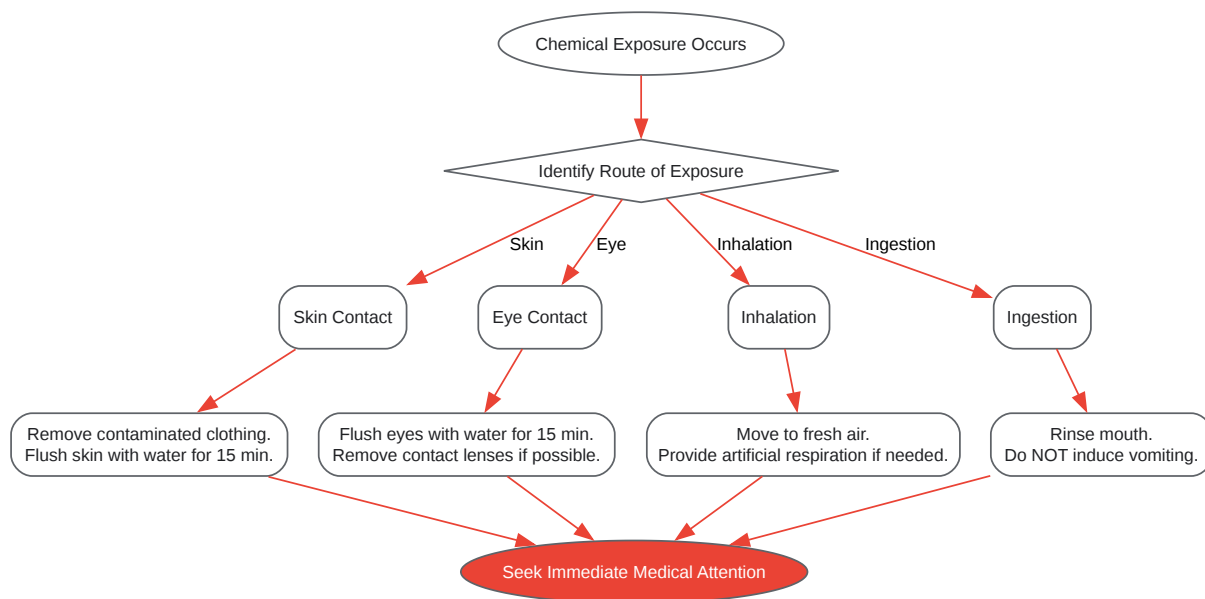 Chemical Exposure Occurs
Identify Route of Exposure
Skin
Eye
Inhalation
Ingestion
Skin Contact
Eye Contact
Inhalation
Ingestion
Remove contaminated clothing.
Flush skin with water for 15 min.
Flush eyes with water for 15 min.
Remove contact lenses if possible.
Move to fresh air.
Provide artificial respiration if needed.
Rinse mouth.
Do NOT induce vomiting.
Seek Immediate Medical Attention